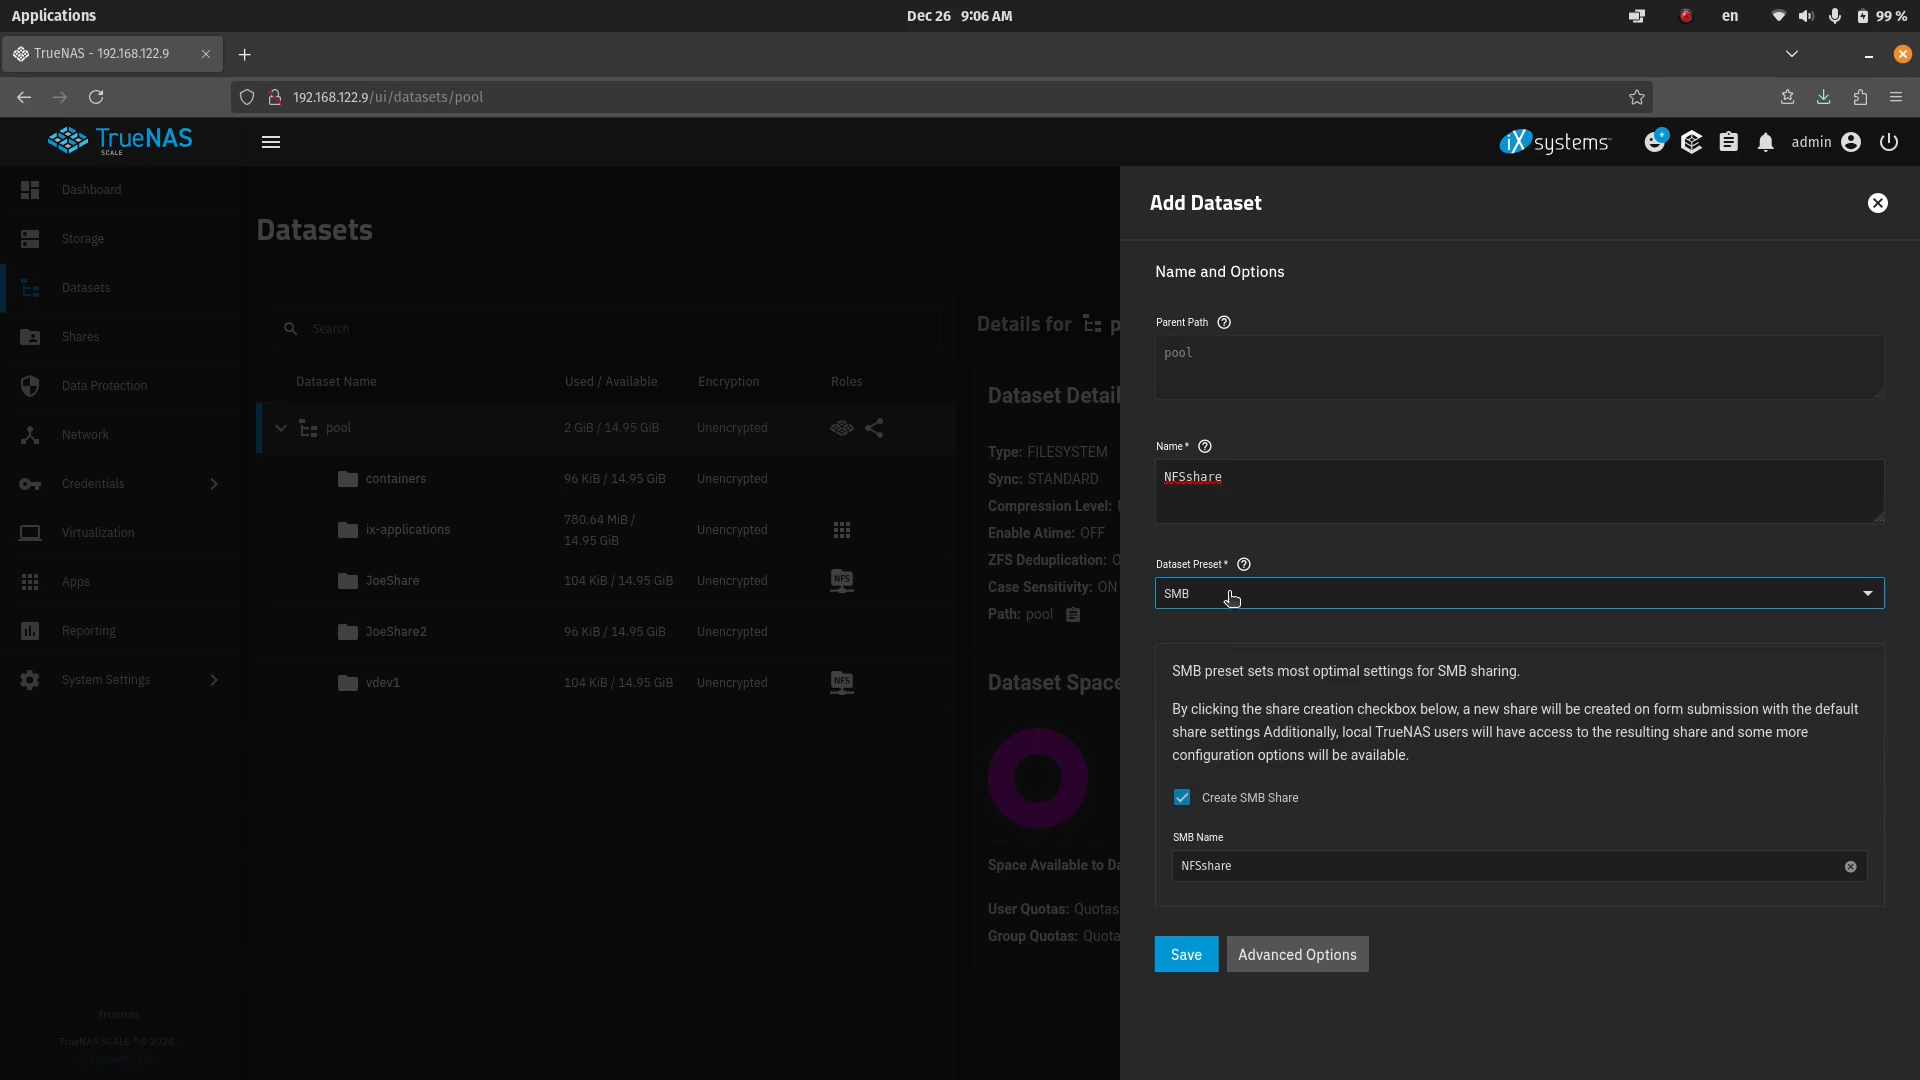 Applications
Dec 26 9:06 AM
en
99 %
TrueNAS - 192.168.122.9
192.168.122.9/ui/datasets/pool
TrueNAS
SCALE
iXsystems
admin
Dashboard
Storage
Datasets
Shares
Data Protection
Network
Credentials
Virtualization
Apps
Reporting
System Settings
truenas
TrueNAS SCALE ® © 2024 -
Datasets
Search
Dataset Name Used / Available Encryption Roles
pool 2 GiB / 14.95 GiB Unencrypted
containers 96 KiB / 14.95 GiB Unencrypted
ix-applications 780.64 MiB / 14.95 GiB Unencrypted
JoeShare 104 KiB / 14.95 GiB Unencrypted NFS
JoeShare2 96 KiB / 14.95 GiB Unencrypted
vdev1 104 KiB / 14.95 GiB Unencrypted NFS
Details for p
Dataset Detail
Type: FILESYSTEM
Sync: STANDARD
Compression Level:
Enable Atime: OFF
ZFS Deduplication: O
Case Sensitivity: ON
Path: pool
Dataset Space
Space Available to Da
User Quotas: Quotas
Group Quotas: Quota
Add Dataset
Name and Options
Parent Path
pool
Name *
NFSshare
Dataset Preset *
SMB
SMB preset sets most optimal settings for SMB sharing.
By clicking the share creation checkbox below, a new share will be created on form submission with the default
share settings Additionally, local TrueNAS users will have access to the resulting share and some more
configuration options will be available.
Create SMB Share
SMB Name
NFSshare
Save
Advanced Options